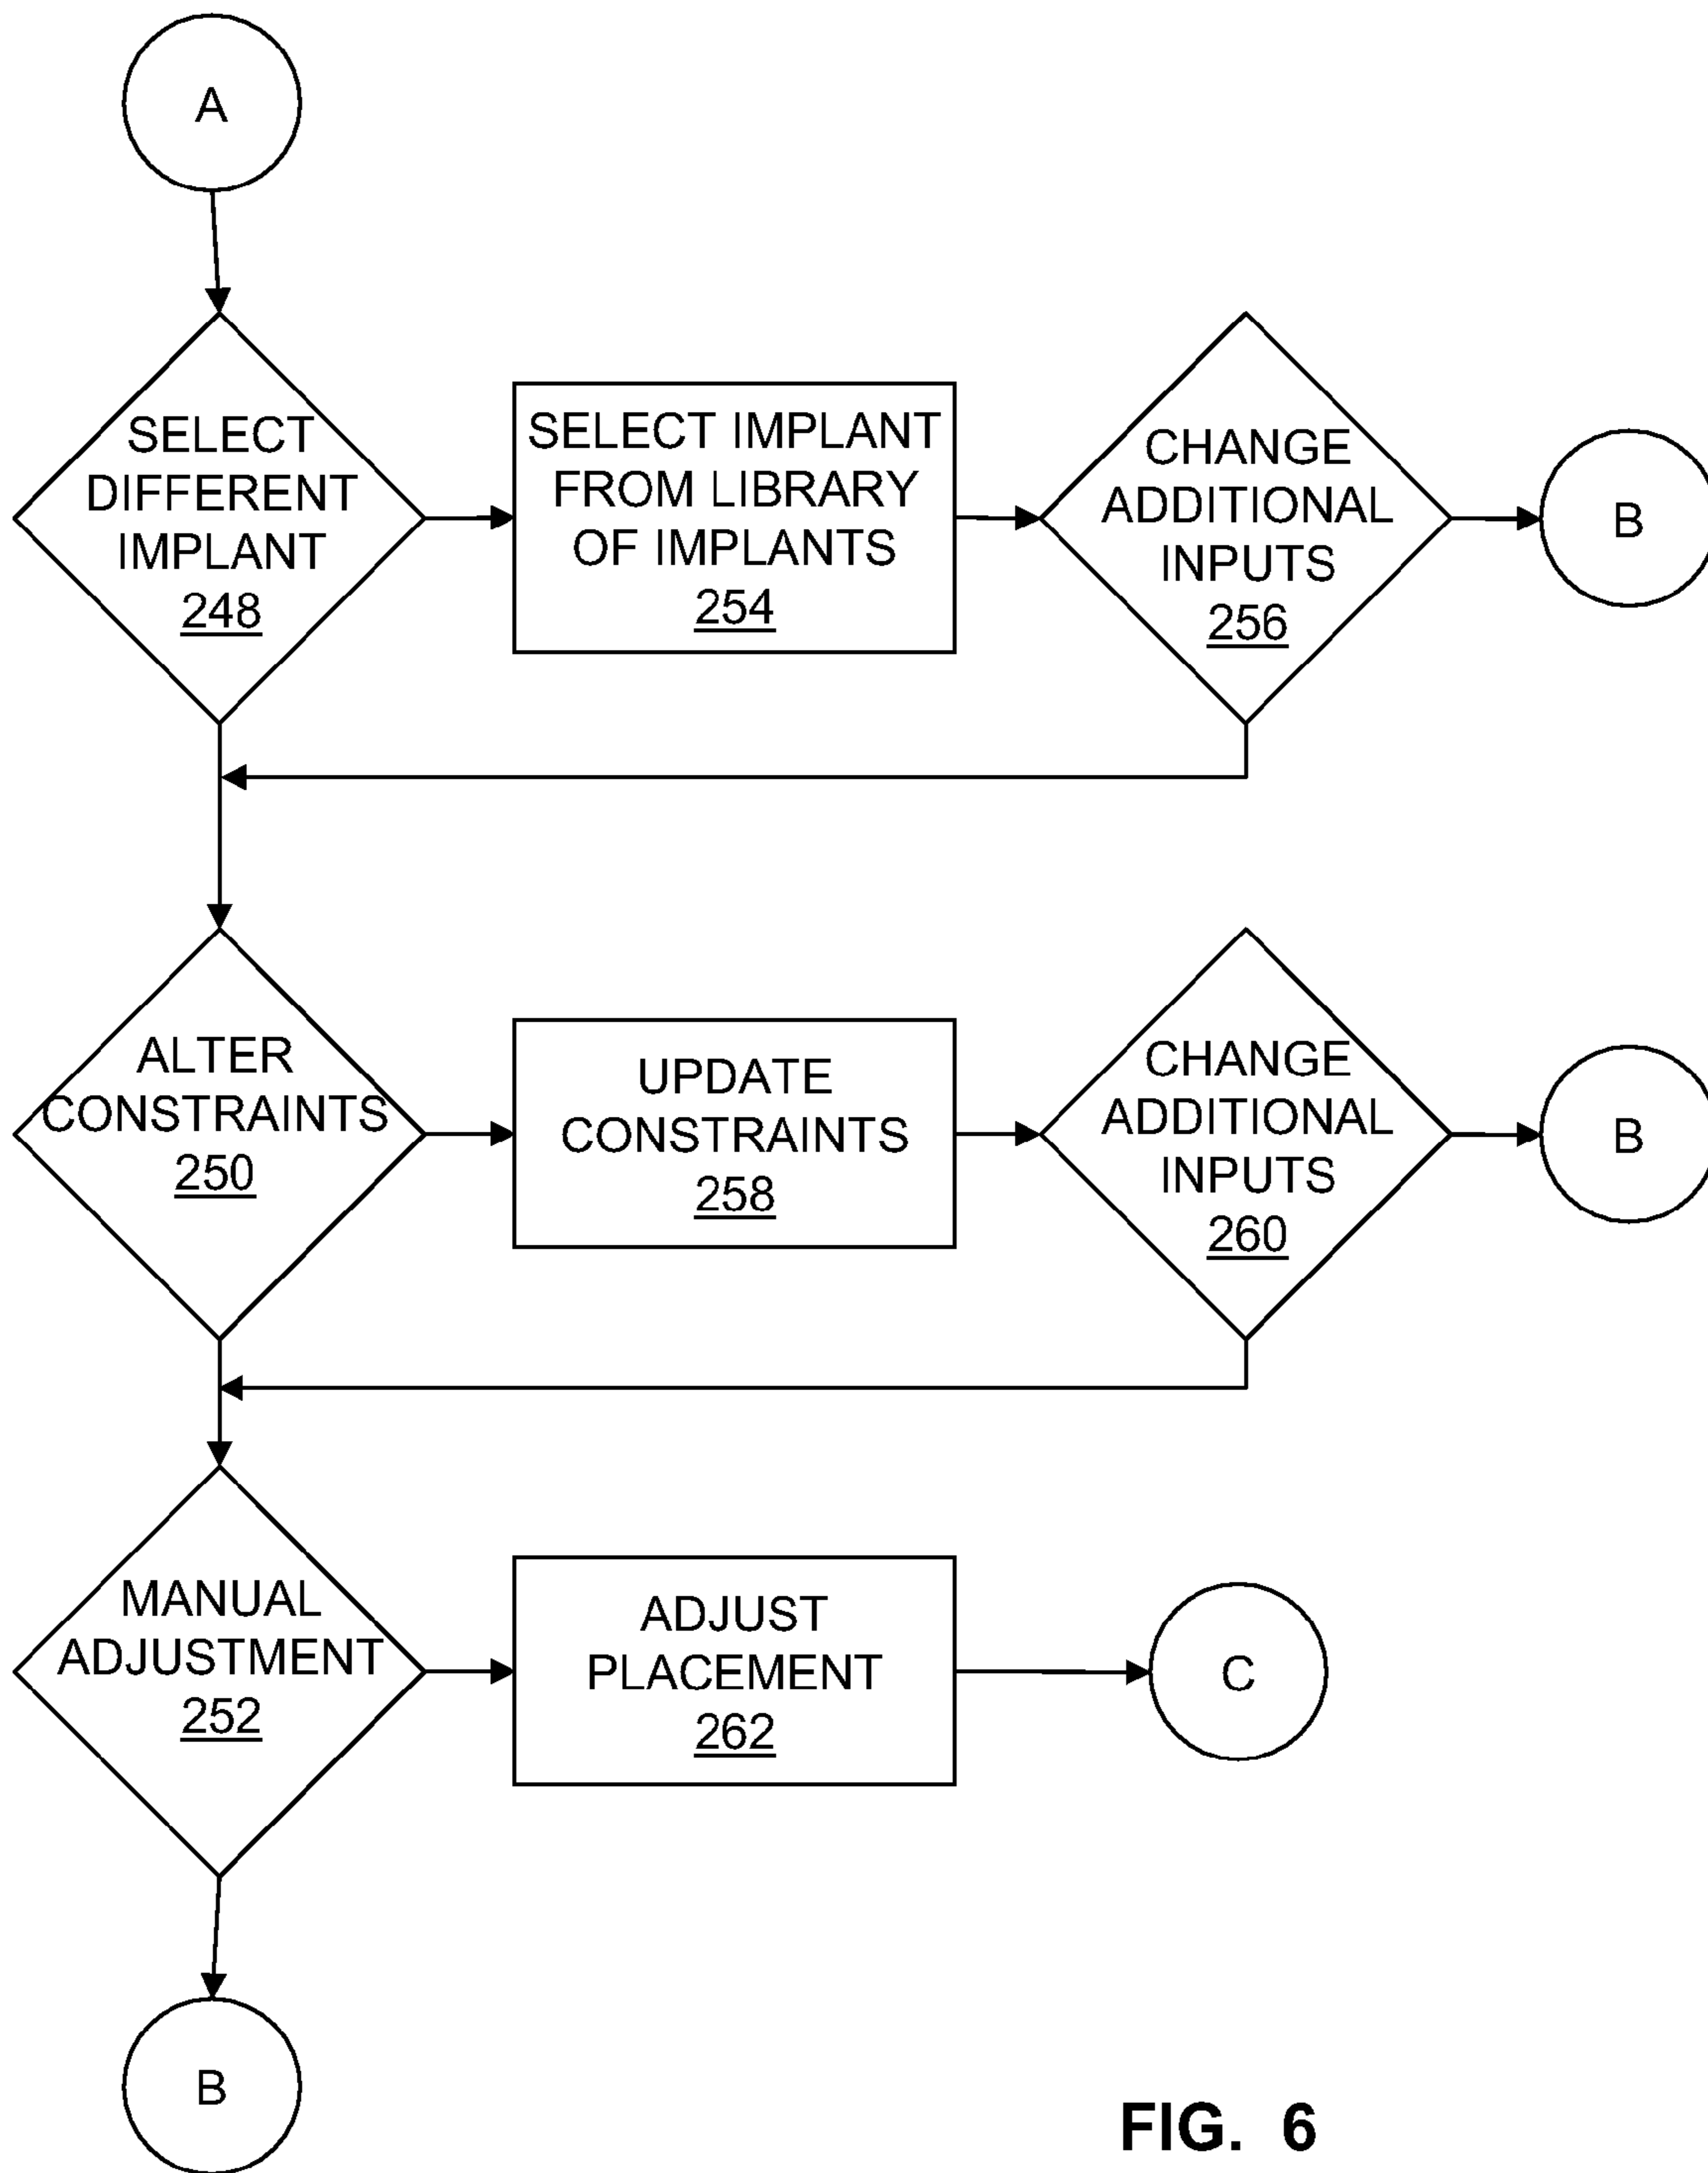 A
SELECT
DIFFERENT
IMPLANT
248
SELECT IMPLANT
FROM LIBRARY
OF IMPLANTS
254
CHANGE
ADDITIONAL
INPUTS
256
B
ALTER
CONSTRAINTS
250
UPDATE
CONSTRAINTS
258
CHANGE
ADDITIONAL
INPUTS
260
B
MANUAL
ADJUSTMENT
252
ADJUST
PLACEMENT
262
C
B
FIG. 6